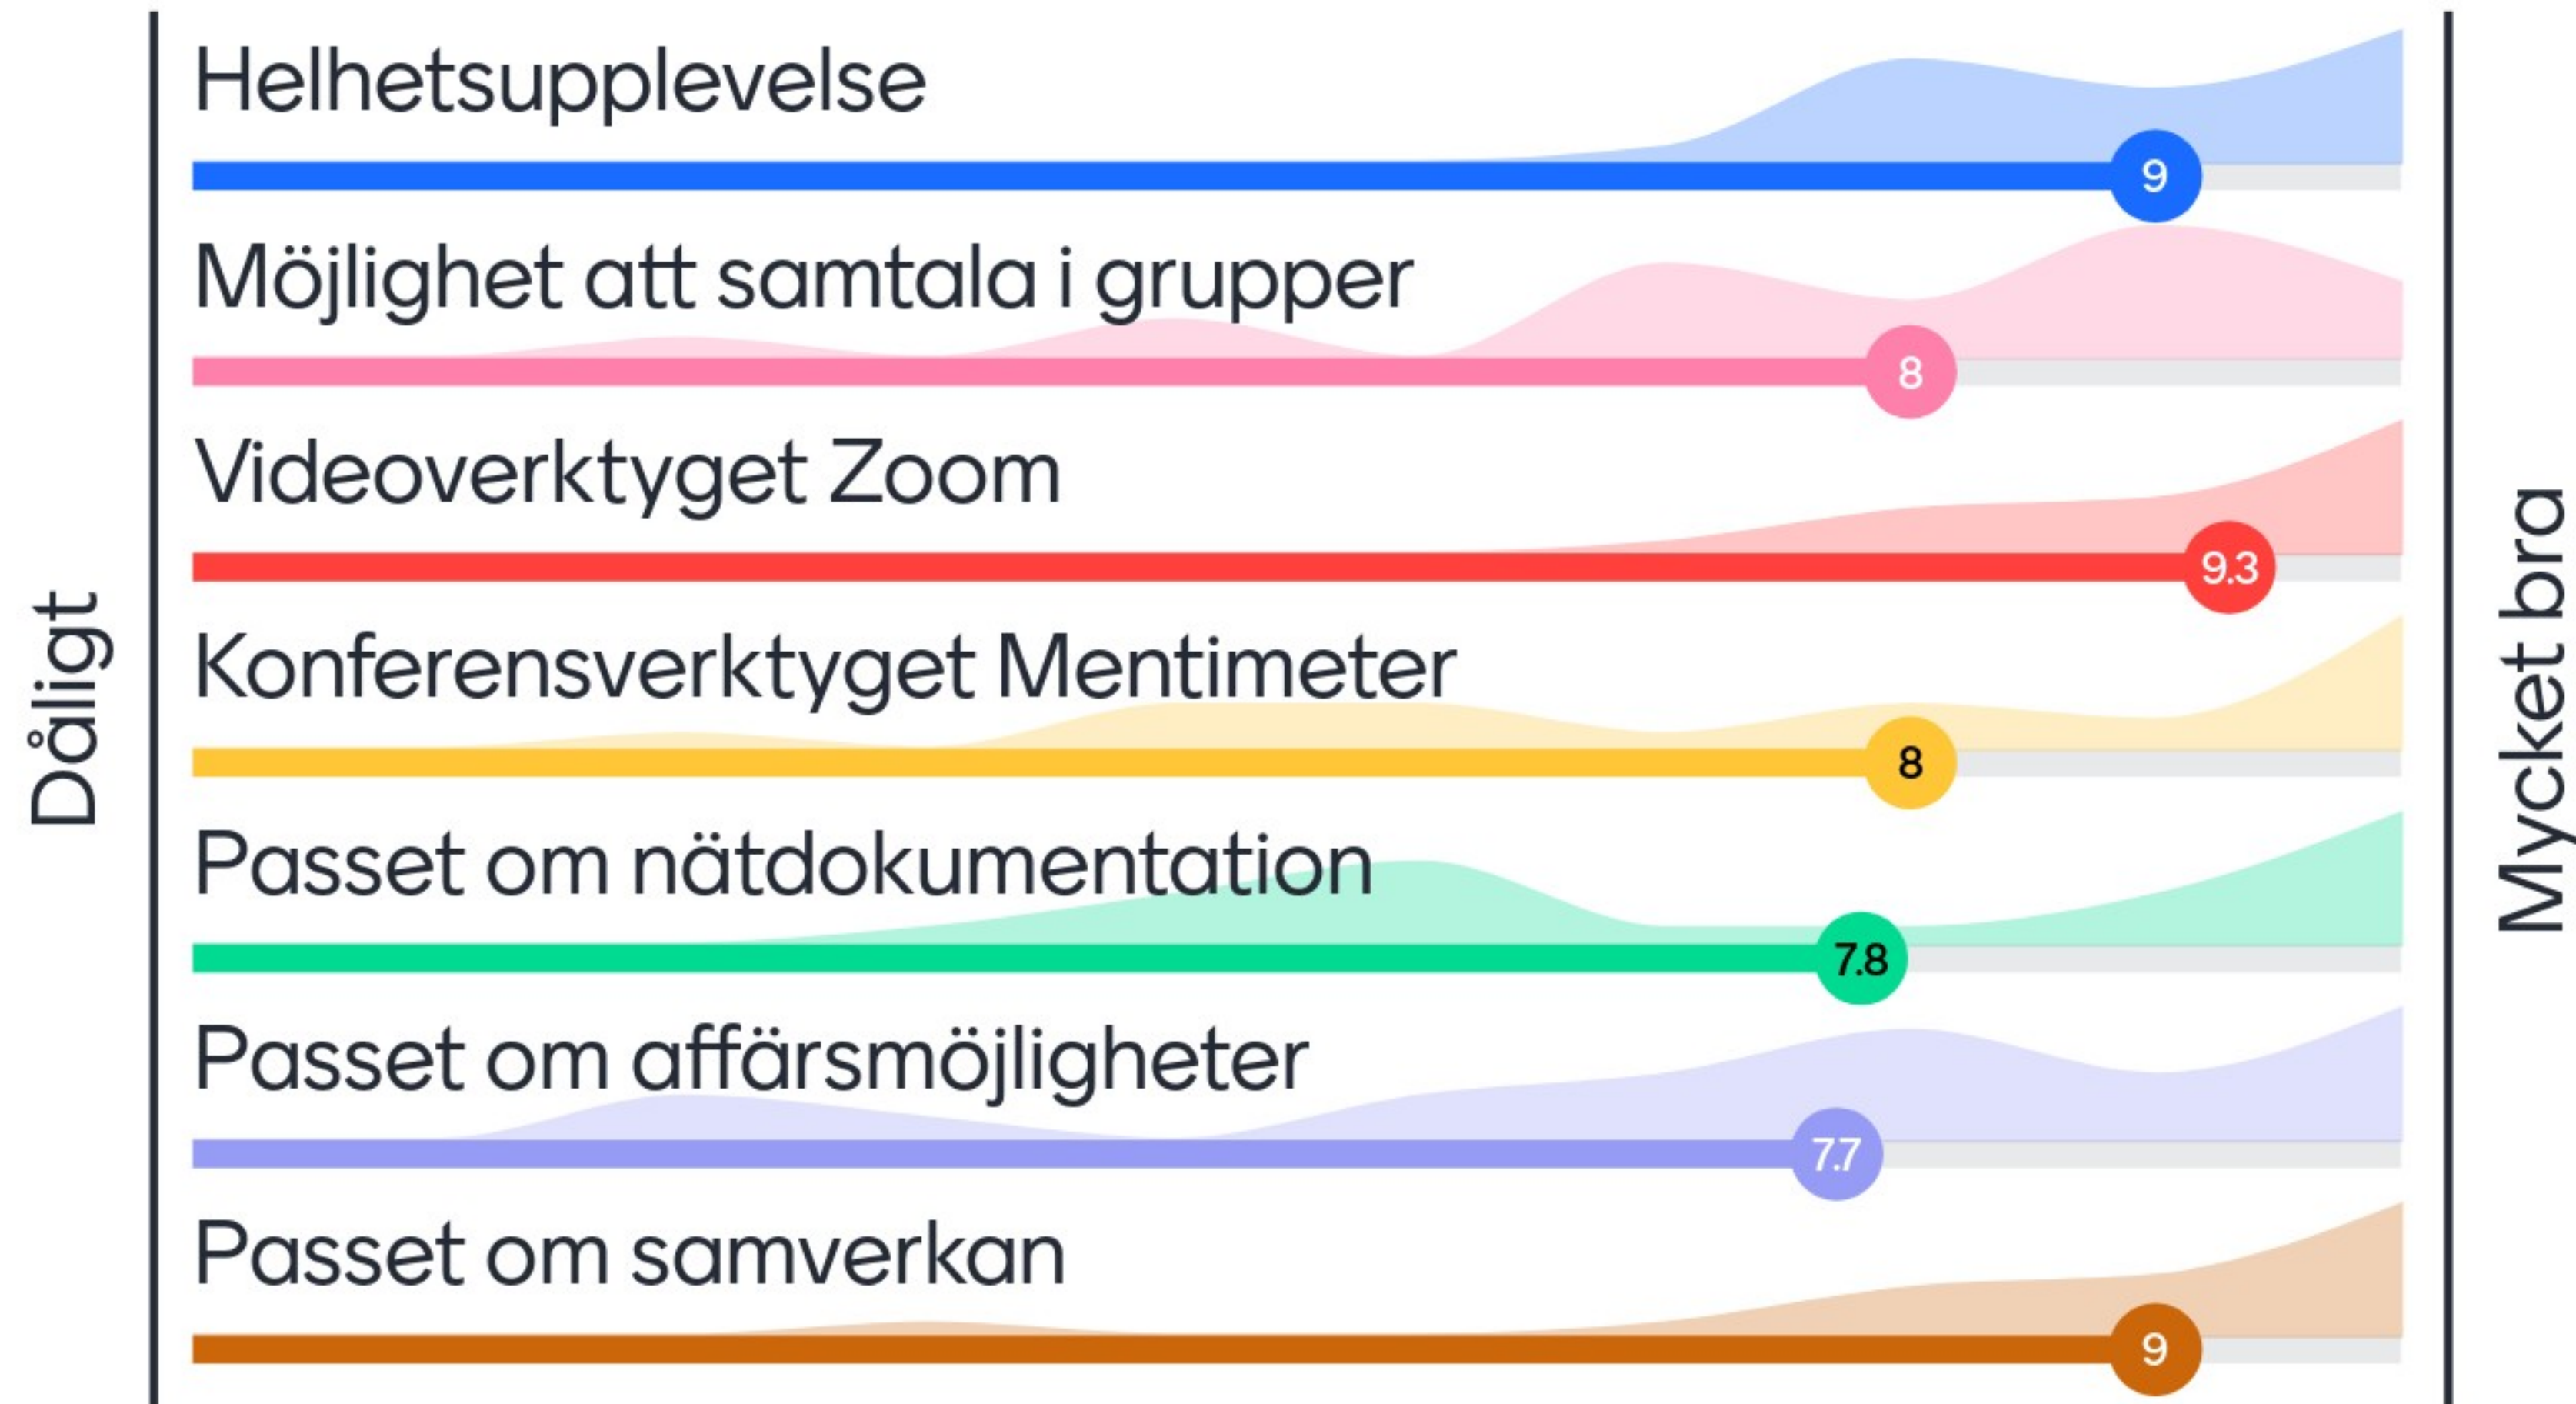 Dåligt
Helhetsupplevelse
9
Möjlighet att samtala i grupper
8
Videoverktyget Zoom
9.3
Konferensverktyget Mentimeter
8
Passet om nätdokumentation
7.8
Passet om affärsmöjligheter
7.7
Passet om samverkan
9
Mycket bra